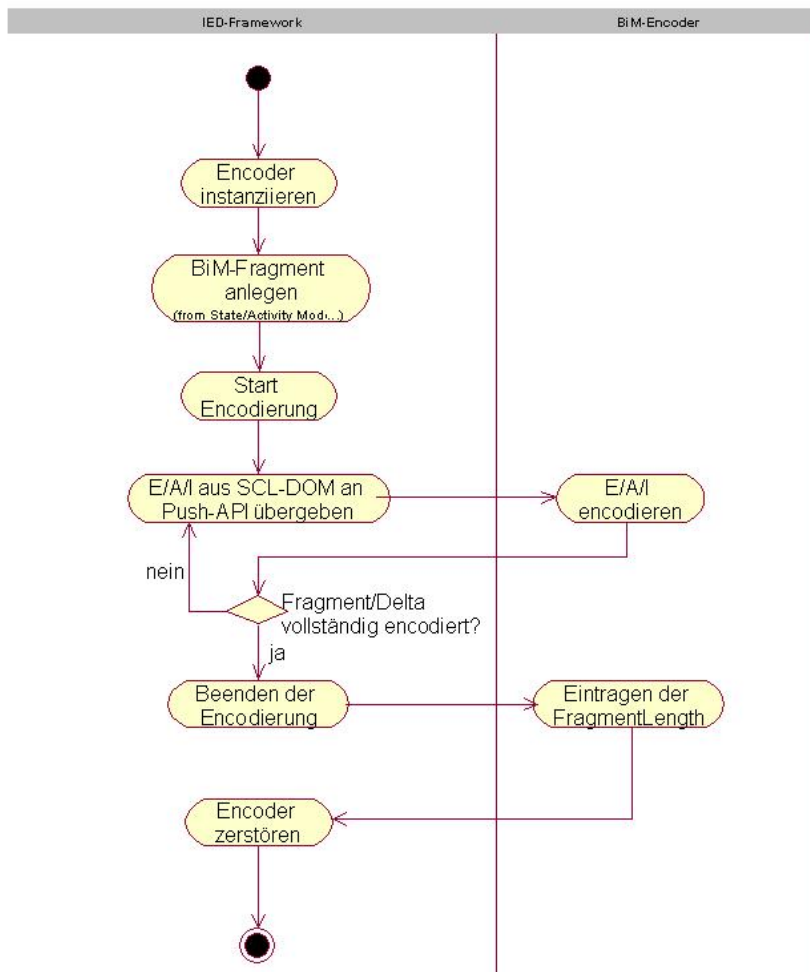 IED-Framework
BiM-Encoder
Encoder
instanziieren
BiM-Fragment
anlegen
(from State/Activity Mod...)
Start
Encodierung
E/A/I aus SCL-DOM an
Push-API übergeben
E/A/I
encodieren
nein
Fragment/Delta
vollständig encodiert?
ja
Beenden der
Encodierung
Eintragen der
FragmentLength
Encoder
zerstören